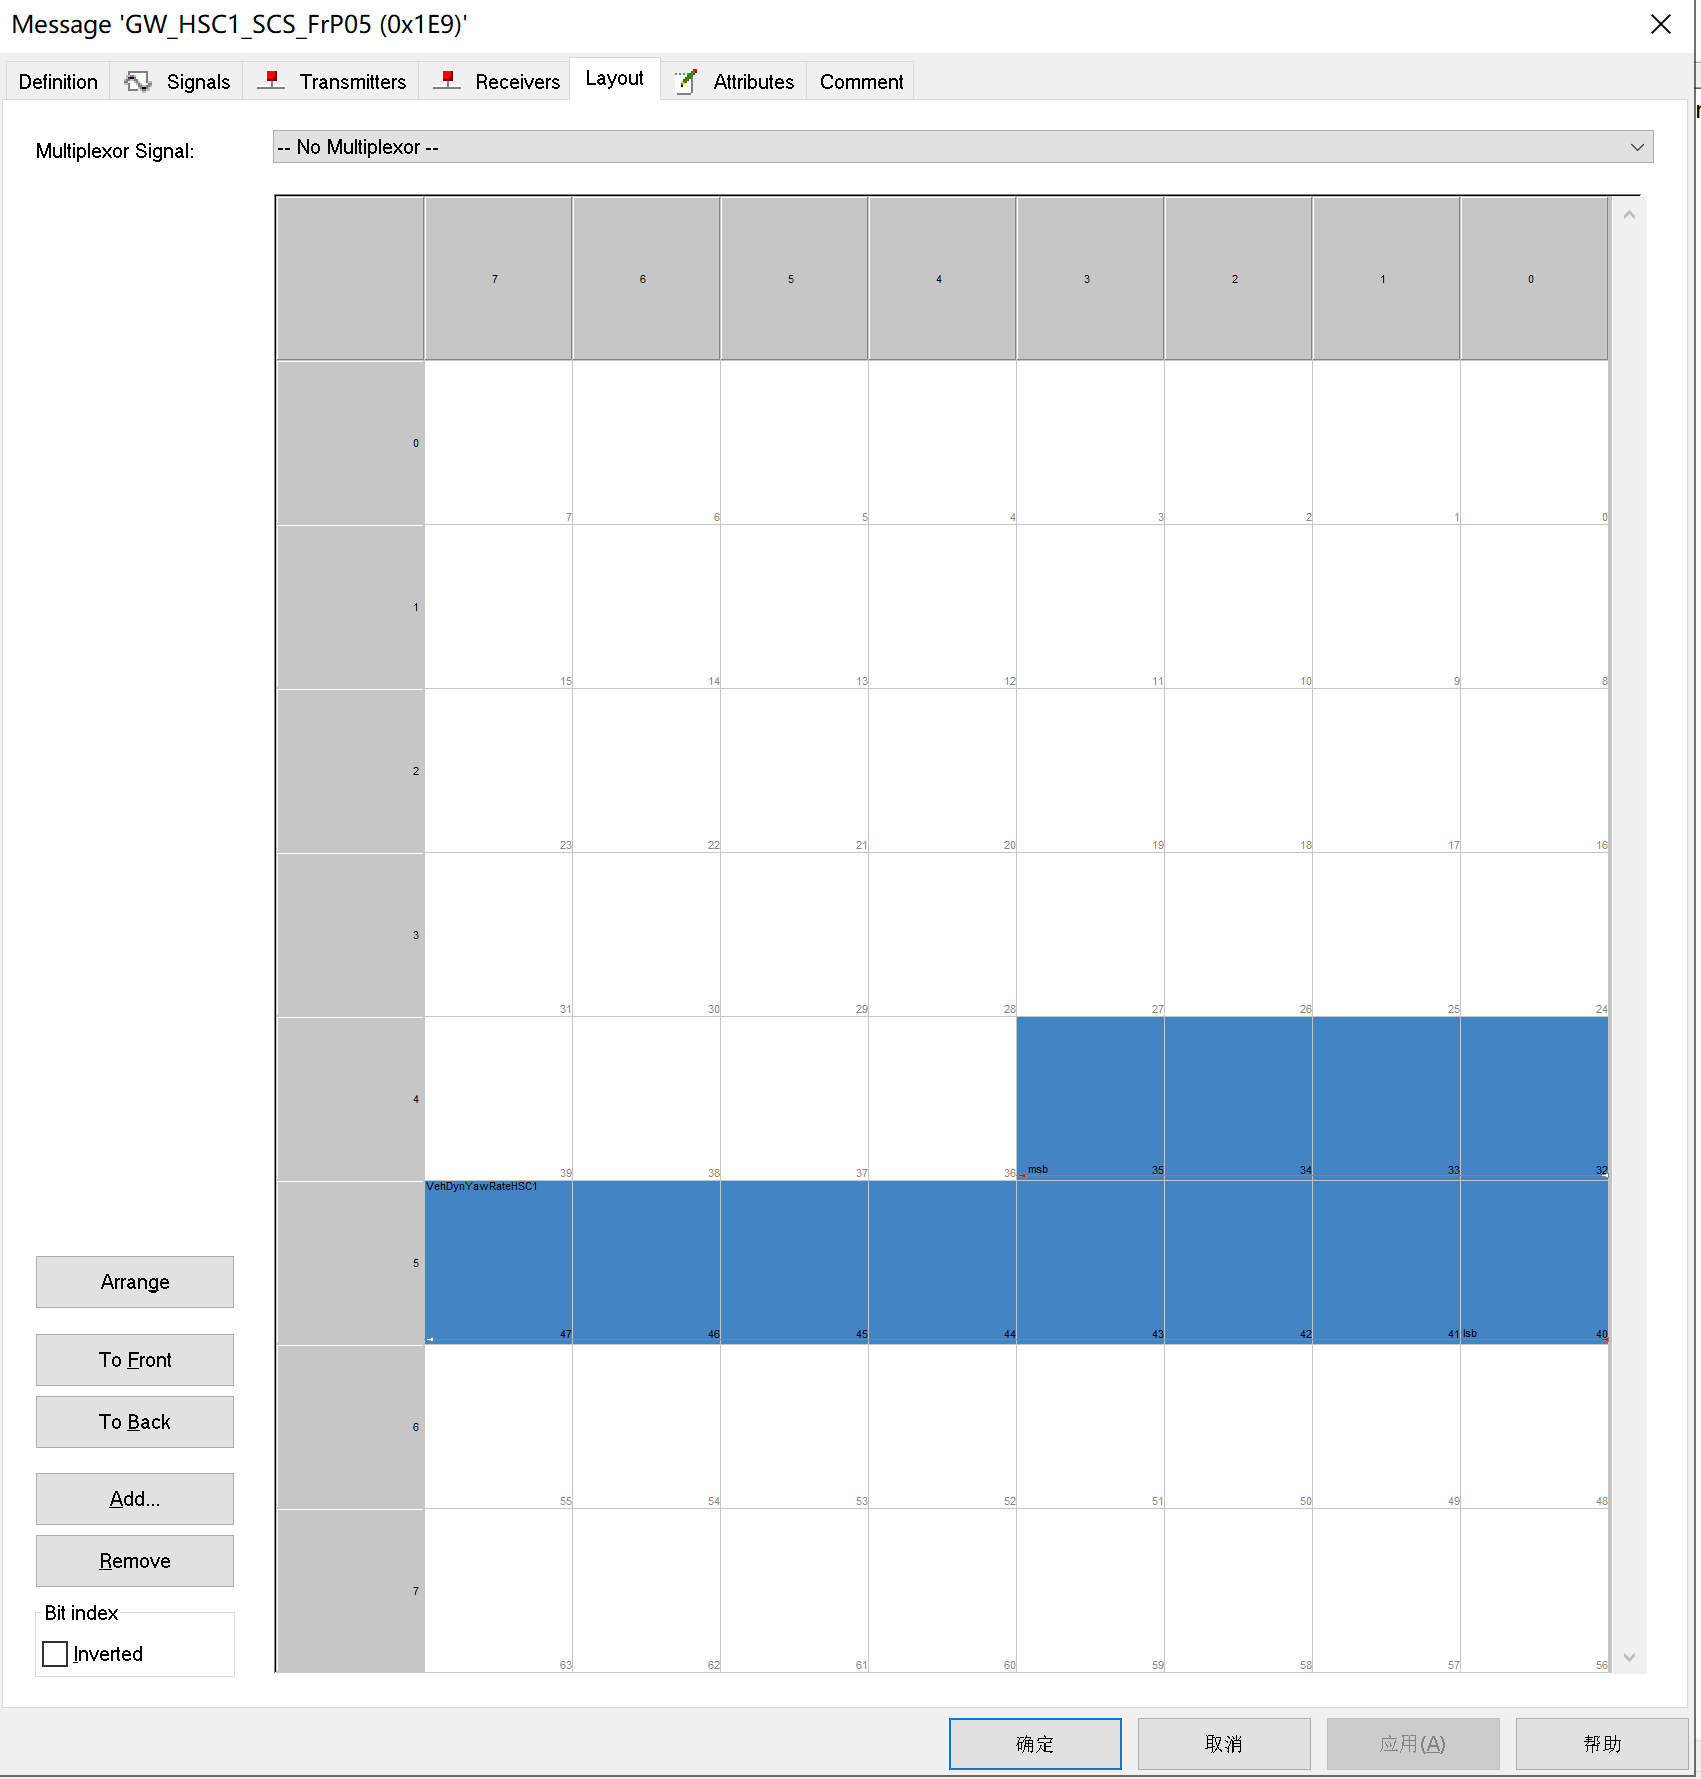 Message 'GW_HSC1_SCS_FrP05 (0x1E9)'
Definition Signals Transmitters Receivers Layout Attributes Comment
Multiplexor Signal: -- No Multiplexor --
7 6 5 4 3 2 1 0
0
7 6 5 4 3 2 1 0
1
15 14 13 12 11 10 9 8
2
23 22 21 20 19 18 17 16
3
31 30 29 28 27 26 25 24
4
39 38 37 36 msb 35 34 33 32
VehDynYawRateHSC1
5
47 46 45 44 43 42 41 lsb 40
6
55 54 53 52 51 50 49 48
7
63 62 61 60 59 58 57 56
Arrange
To Front
To Back
Add...
Remove
Bit index
Inverted
确定 取消 应用(A) 帮助